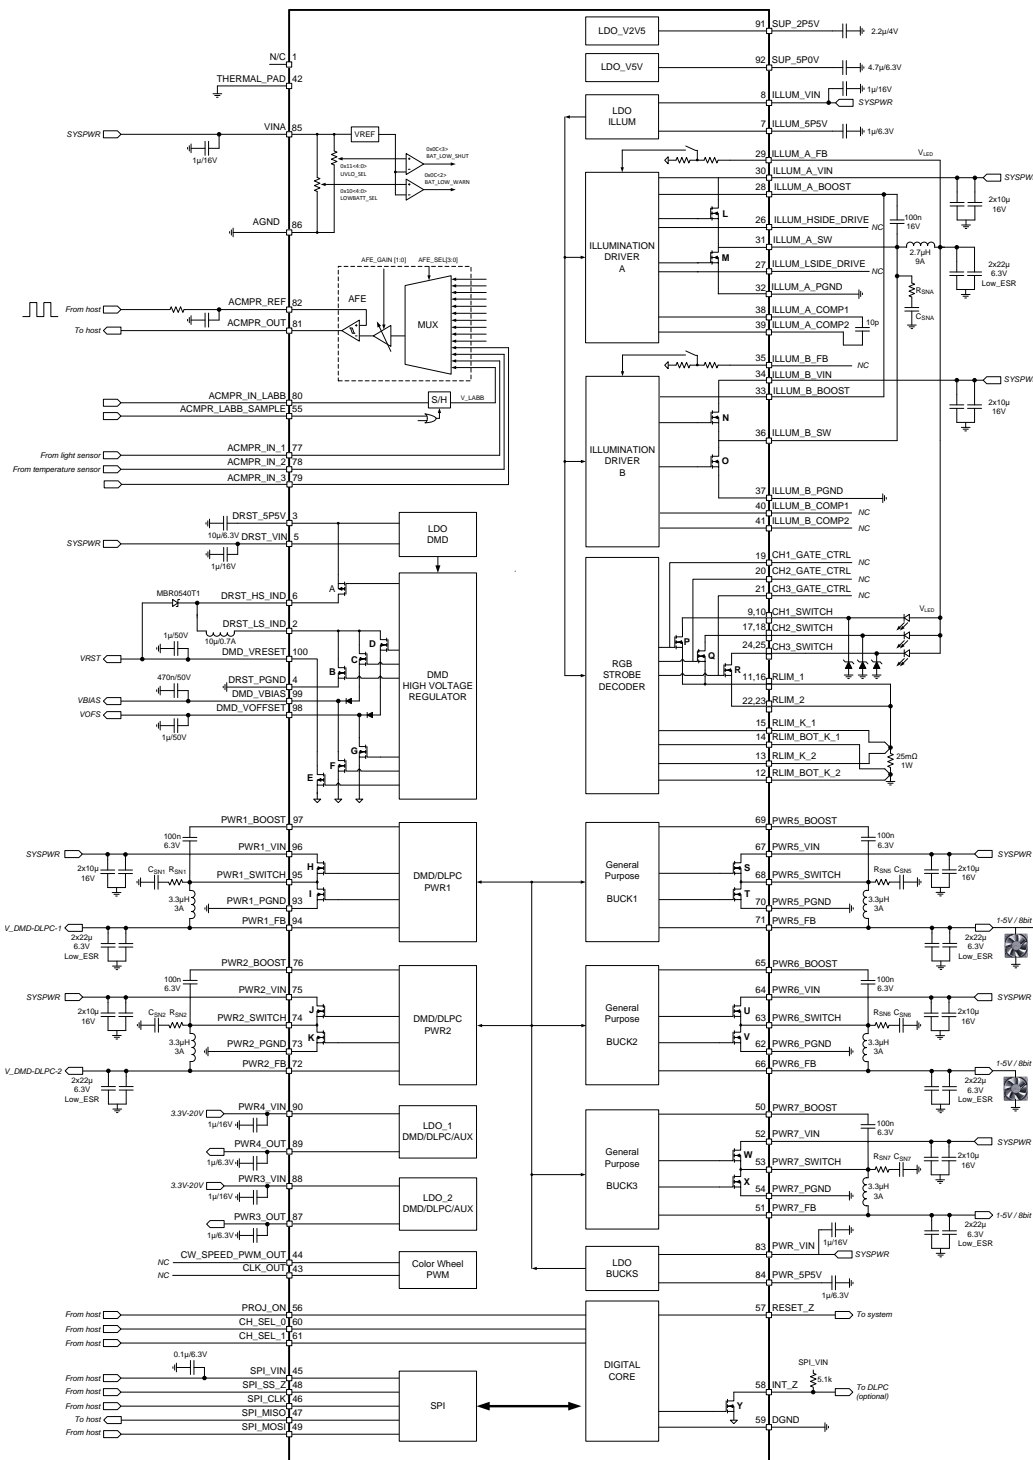 91 SUP_2P5V
LDO_V2V5
2.2µ/4V
N/C 1
92 SUP_5P0V
LDO_V5V
4.7µ/6.3V
THERMAL_PAD 42
8 ILLUM_VIN
1µ/16V
SYSPWR
LDO
ILLUM
7 ILLUM_5P5V
1µ/6.3V
SYSPWR
VINA 85
1µ/16V
VREF
0x0C<3>
BAT_LOW_SHUT
0x11<4:0>
UVLO_SEL
0x0C<2>
BAT_LOW_WARN
0x10<4:0>
LOWBATT_SEL
AGND 86
29 ILLUM_A_FB
VLED
30 ILLUM_A_VIN
SYSPW
28 ILLUM_A_BOOST
2x10µ
16V
L
100n
16V
26 ILLUM_HSIDE_DRIVE NC
31 ILLUM_A_SW
2.7µH
9A
ILLUMINATION
DRIVER
A
M
27 ILLUM_LSIDE_DRIVE NC
2x22µ
6.3V
Low_ESR
32 ILLUM_A_PGND
RSNA
CSNA
38 ILLUM_A_COMP1
39 ILLUM_A_COMP2
10p
AFE_GAIN [1:0]
AFE_SEL[3:0]
AFE
MUX
From host
ACMPR_REF 82
To host
ACMPR_OUT 81
ACMPR_IN_LABB 80
S/H
V_LABB
ACMPR_LABB_SAMPLE 55
From light sensor
ACMPR_IN_1 77
From temperature sensor
ACMPR_IN_2 78
ACMPR_IN_3 79
35 ILLUM_B_FB NC
34 ILLUM_B_VIN
SYSPW
33 ILLUM_B_BOOST
2x10µ
16V
N
36 ILLUM_B_SW
ILLUMINATION
DRIVER
B
O
37 ILLUM_B_PGND
40 ILLUM_B_COMP1 NC
41 ILLUM_B_COMP2 NC
DRST_5P5V 3
10µ/6.3V
LDO
DMD
SYSPWR
DRST_VIN 5
1µ/16V
A
MBR0540T1
DRST_HS_IND 6
DRST_LS_IND 2
10µ/0.7A
1µ/50V
D
C
B
VRST
DMD_VRESET 100
470n/50V
DRST_PGND 4
VBIAS
DMD_VBIAS 99
VOFS
DMD_VOFFSET 98
1µ/50V
DMD
HIGH VOLTAGE
REGULATOR
G
F
E
19 CH1_GATE_CTRL NC
20 CH2_GATE_CTRL NC
21 CH3_GATE_CTRL NC
9,10 CH1_SWITCH
VLED
17,18 CH2_SWITCH
24,25 CH3_SWITCH
P
Q
R
RGB
STROBE
DECODER
11,16 RLIM_1
22,23 RLIM_2
15 RLIM_K_1
14 RLIM_BOT_K_1
13 RLIM_K_2
12 RLIM_BOT_K_2
25mΩ
1W
PWR1_BOOST 97
100n
6.3V
SYSPWR
PWR1_VIN 96
2x10µ
16V
CSN1 RSN1
H
PWR1_SWITCH 95
3.3µH
3A
I
PWR1_PGND 93
V_DMD-DLPC-1
PWR1_FB 94
2x22µ
6.3V
Low_ESR
DMD/DLPC
PWR1
General
Purpose
BUCK1
69 PWR5_BOOST
100n
6.3V
67 PWR5_VIN
SYSPWR
S
68 PWR5_SWITCH
RSN5 CSN5
2x10µ
16V
T
3.3µH
3A
70 PWR5_PGND
71 PWR5_FB
1-5V / 8bit
2x22µ
6.3V
Low_ESR
PWR2_BOOST 76
100n
6.3V
SYSPWR
PWR2_VIN 75
2x10µ
16V
CSN2 RSN2
J
PWR2_SWITCH 74
3.3µH
3A
K
PWR2_PGND 73
V_DMD-DLPC-2
PWR2_FB 72
2x22µ
6.3V
Low_ESR
DMD/DLPC
PWR2
General
Purpose
BUCK2
65 PWR6_BOOST
100n
6.3V
64 PWR6_VIN
SYSPWR
U
63 PWR6_SWITCH
RSN6 CSN6
2x10µ
16V
V
3.3µH
3A
62 PWR6_PGND
66 PWR6_FB
1-5V / 8bit
2x22µ
6.3V
Low_ESR
3.3V-20V
PWR4_VIN 90
1µ/16V
LDO_1
DMD/DLPC/AUX
PWR4_OUT 89
1µ/6.3V
3.3V-20V
PWR3_VIN 88
1µ/16V
LDO_2
DMD/DLPC/AUX
PWR3_OUT 87
1µ/6.3V
50 PWR7_BOOST
100n
6.3V
52 PWR7_VIN
SYSPWR
General
Purpose
BUCK3
W
53 PWR7_SWITCH
RSN7 CSN7
2x10µ
16V
X
3.3µH
3A
54 PWR7_PGND
51 PWR7_FB
1-5V / 8bit
2x22µ
6.3V
Low_ESR
NC CW_SPEED_PWM_OUT 44
NC CLK_OUT 43
Color Wheel
PWM
LDO
BUCKS
83 PWR_VIN
1µ/16V
SYSPWR
84 PWR_5P5V
1µ/6.3V
From host
PROJ_ON 56
From host
CH_SEL_0 60
From host
CH_SEL_1 61
57 RESET_Z
To system
DIGITAL
CORE
0.1µ/6.3V
From host
SPI_VIN 45
From host
SPI_SS_Z 48
From host
SPI_CLK 46
To host
SPI_MISO 47
From host
SPI_MOSI 49
SPI
SPI_VIN
5.1k
58 INT_Z
To DLPC
(optional)
Y
59 DGND